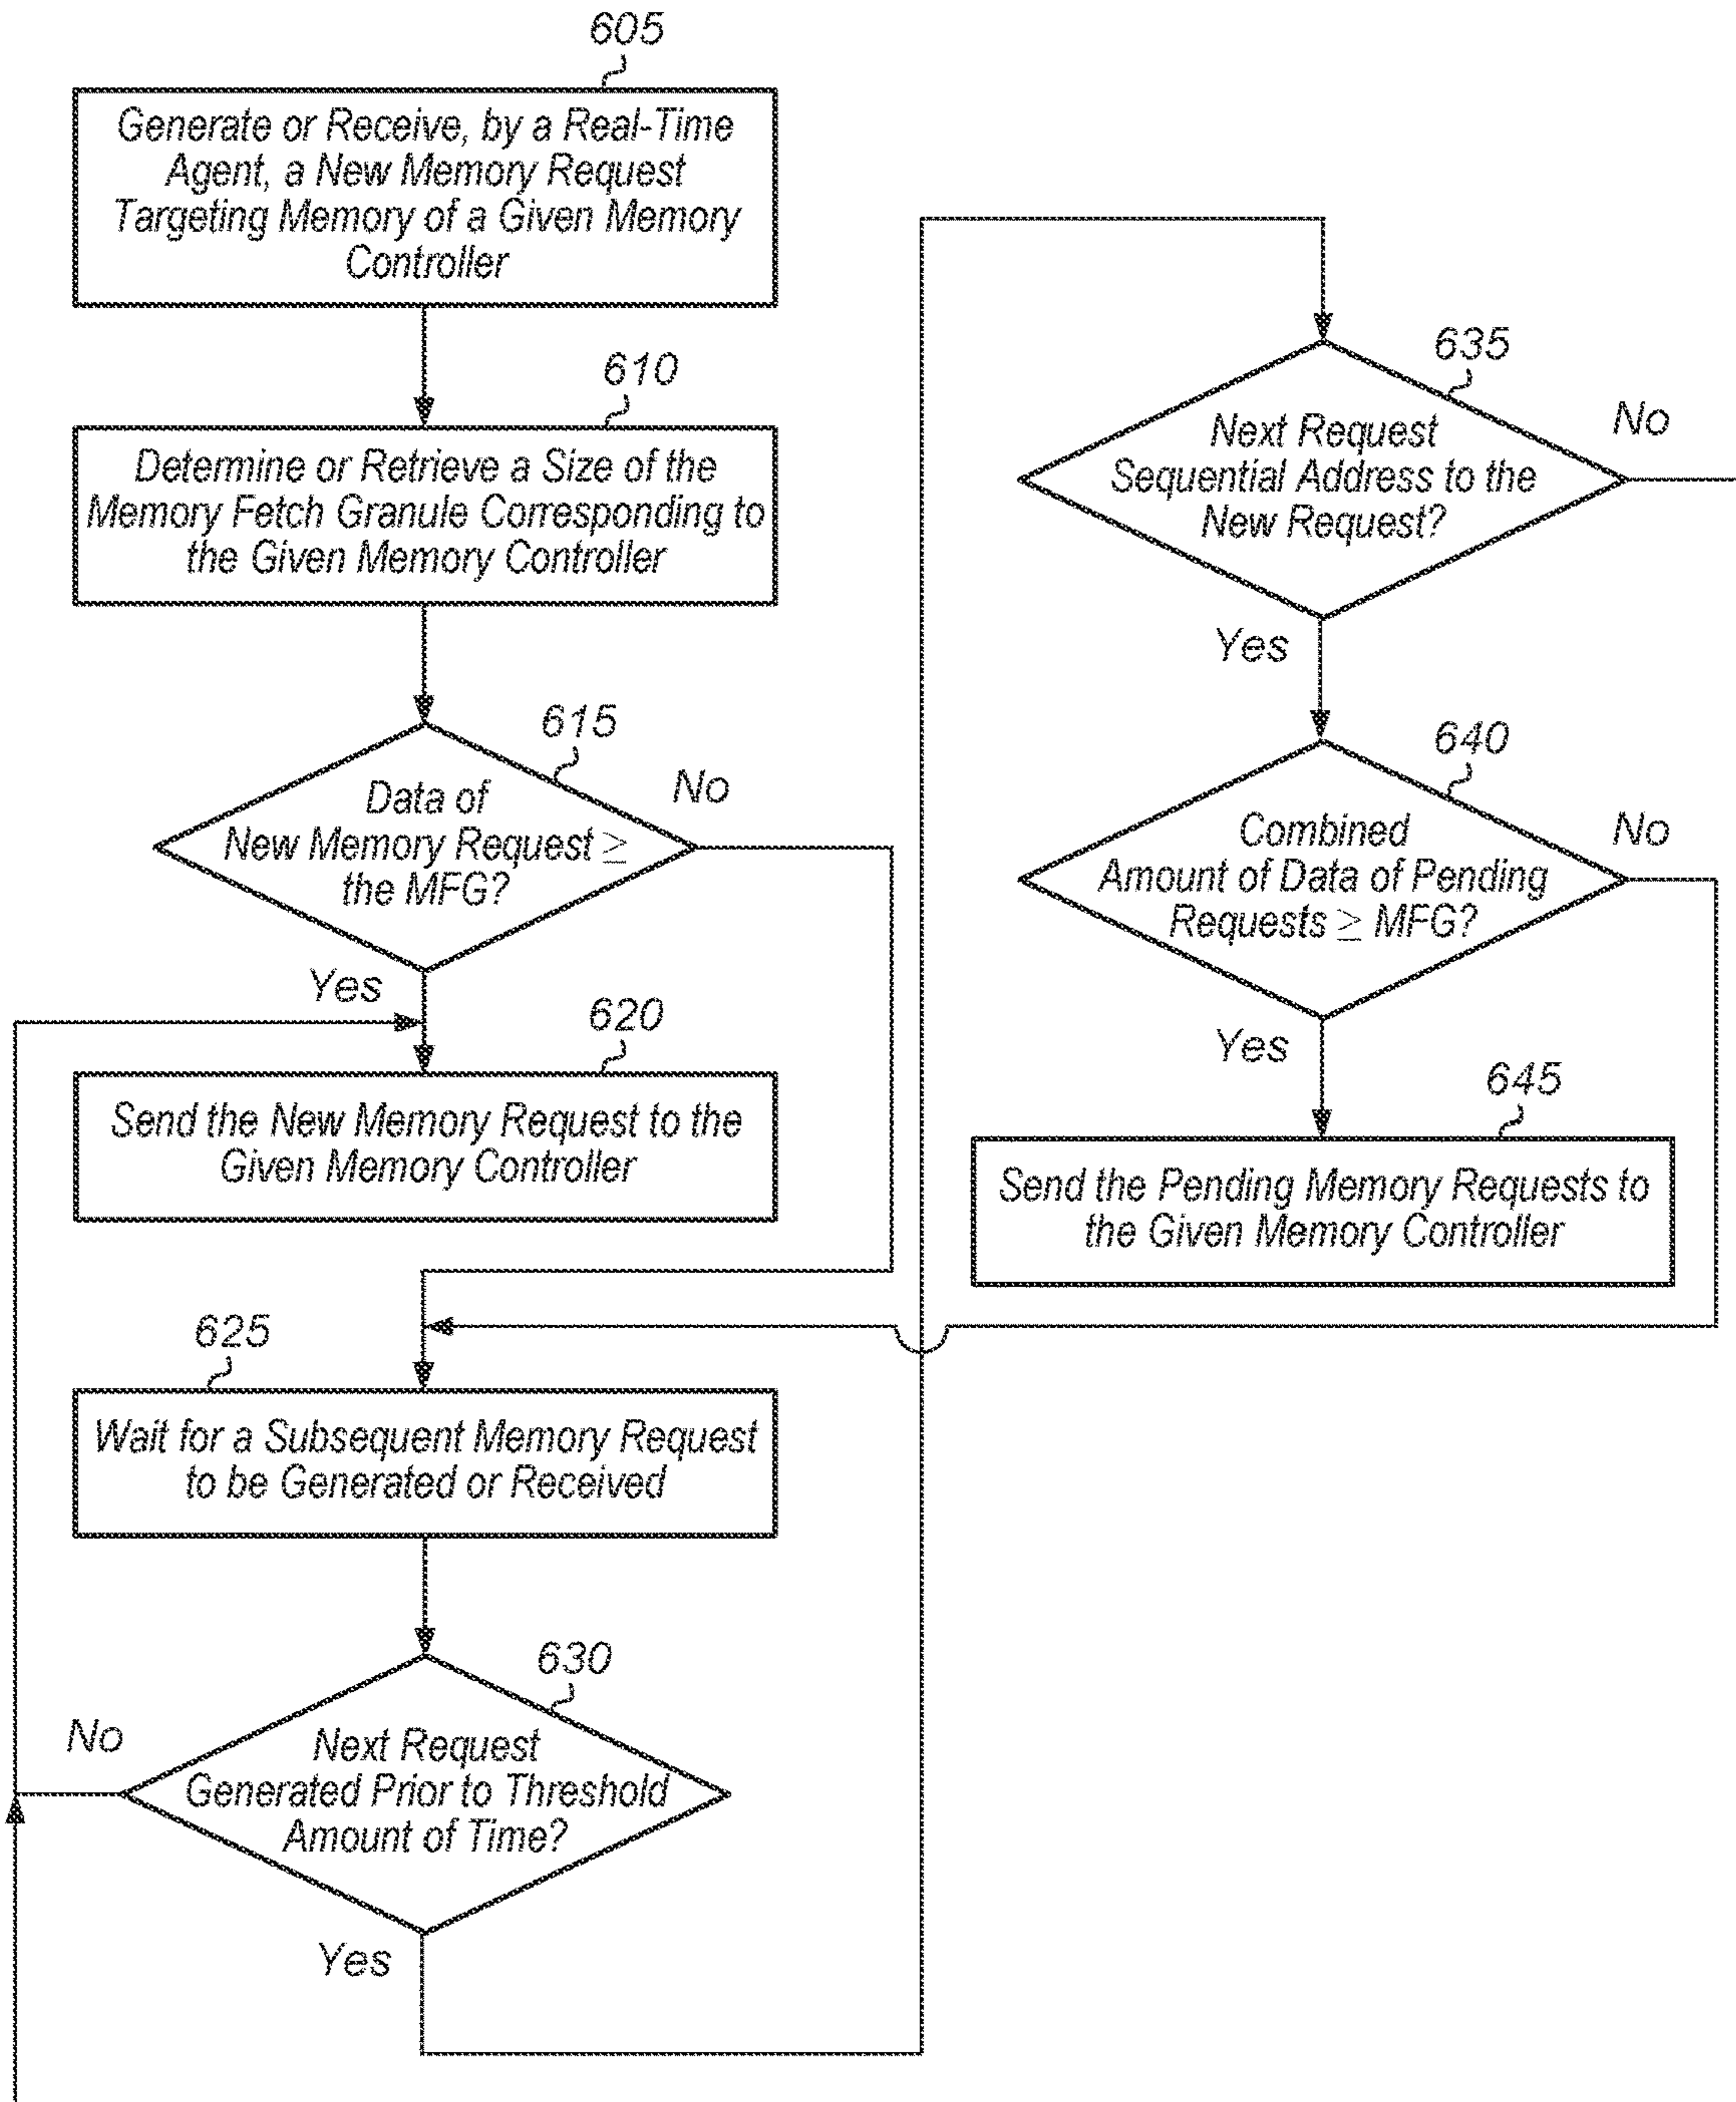 605
Generate or Receive, by a Real-Time
Agent, a New Memory Request
Targeting Memory of a Given Memory
Controller
610
Determine or Retrieve a Size of the
Memory Fetch Granule Corresponding to
the Given Memory Controller
615
Data of
New Memory Request ≥
the MFG?
No
Yes
620
Send the New Memory Request to the
Given Memory Controller
625
Wait for a Subsequent Memory Request
to be Generated or Received
630
Next Request
Generated Prior to Threshold
Amount of Time?
No
Yes
635
Next Request
Sequential Address to the
New Request?
No
Yes
640
Combined
Amount of Data of Pending
Requests ≥ MFG?
No
Yes
645
Send the Pending Memory Requests to
the Given Memory Controller